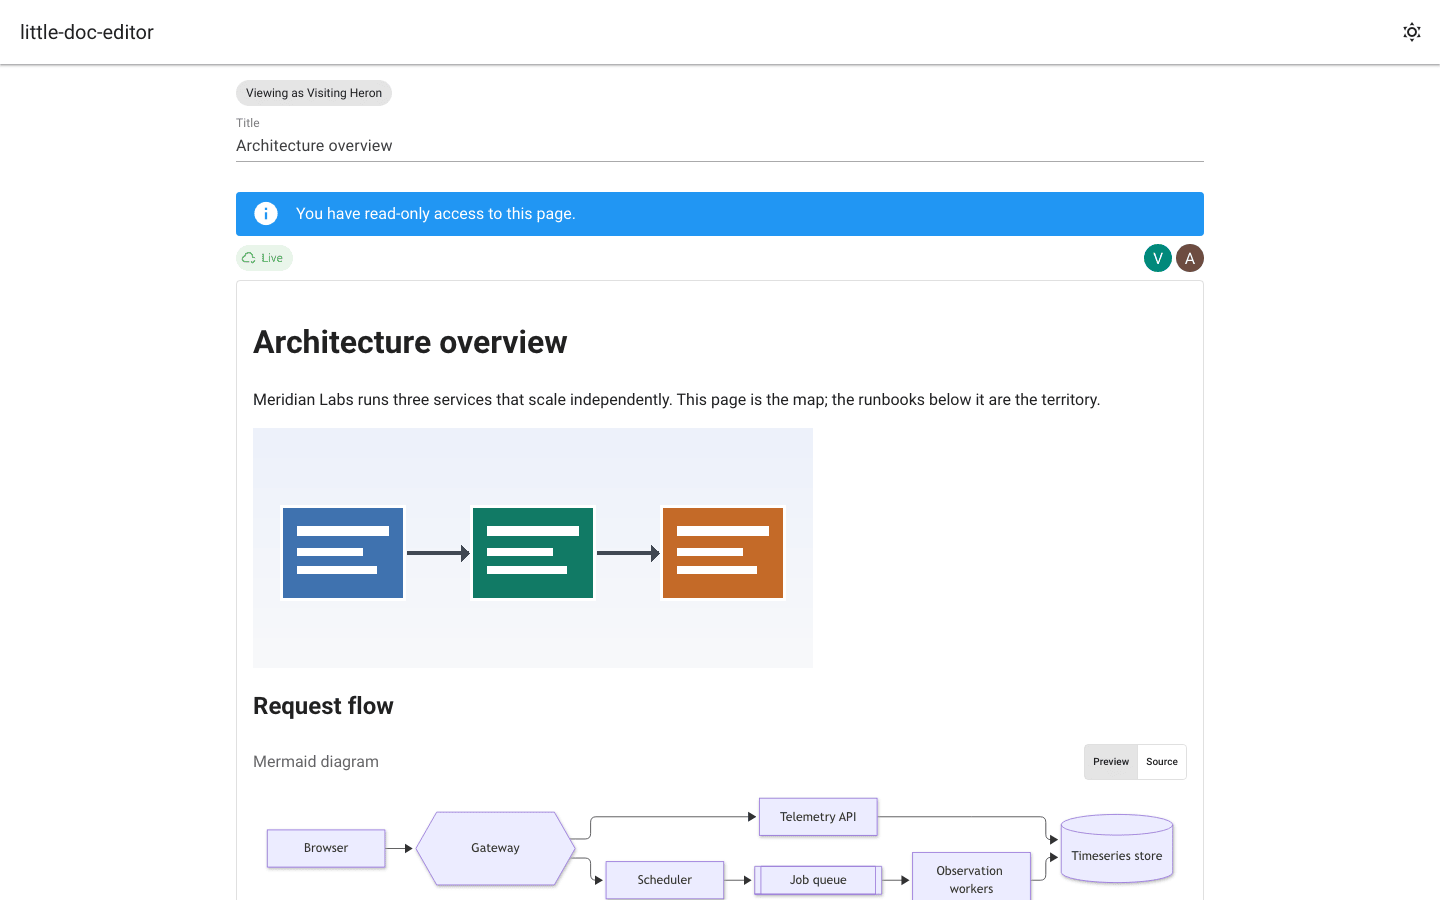 little-doc-editor
Viewing as Visiting Heron
Title
Architecture overview
You have read-only access to this page.
Live
V
A
Architecture overview
Meridian Labs runs three services that scale independently. This page is the map; the runbooks below it are the territory.
Request flow
Mermaid diagram
Preview
Source
Browser
Gateway
Telemetry API
Scheduler
Job queue
Observation
workers
Timeseries store